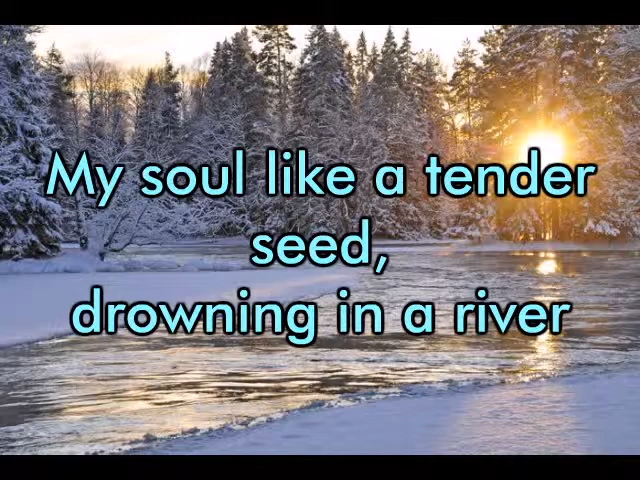 My soul like a tender
seed,
drowning in a river